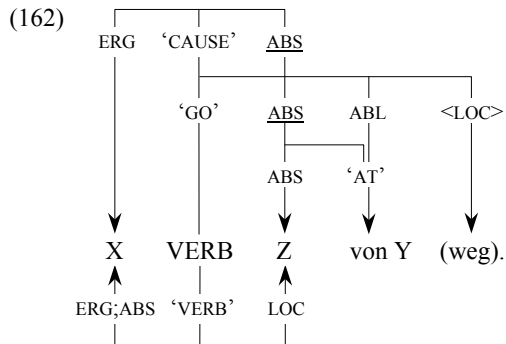 (162)
ERG ‘CAUSE’ ABS
‘GO’ ABS ABL <LOC>
ABS ‘AT’
X VERB Z von Y (weg).
ERG;ABS ‘VERB’ LOC